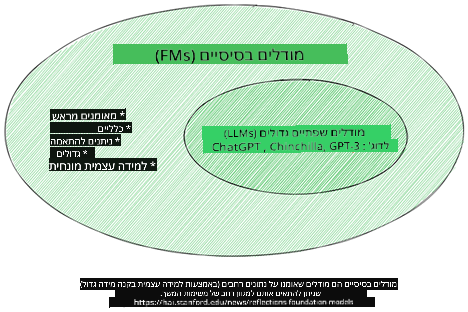 מודלים בסיסיים (FMs)
* מאומנים מראש
* כלליים
* ניתנים להתאמה
* גדולים
* למידה עצמית מונחית
מודלים שפתיים גדולים (LLMs)
לדוג' : ChatGPT , Chinchilla, GPT-3
מודלים בסיסיים הם מודלים שאומנו על נתונים רחבים (באמצעות למידה עצמית בקנה מידה גדול)
שניתן להתאים אותם למגוון רחב של משימות המשך.
https://hai.stanford.edu/news/reflections-foundation-models